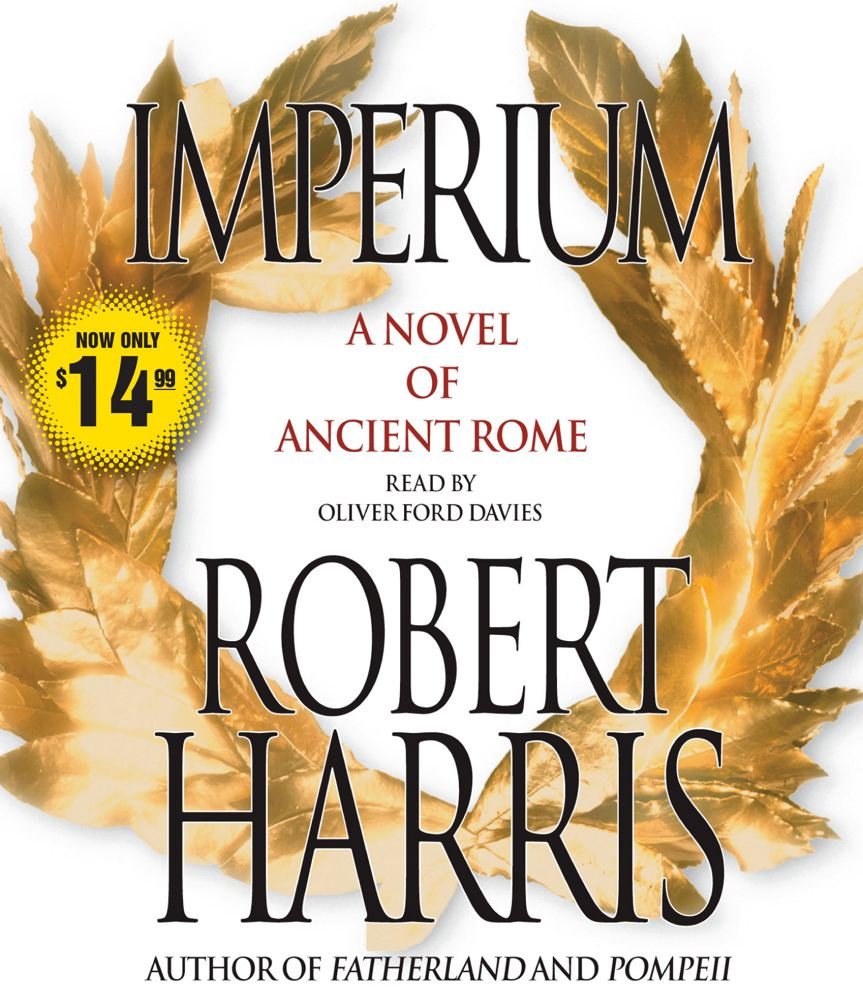 IMPERIUM
A NOVEL
OF
ANCIENT ROME
NOW ONLY
$14.99
READ BY
OLIVER FORD DAVIES
ROBERT
HARRIS
AUTHOR OF FATHERLAND AND POMPEII